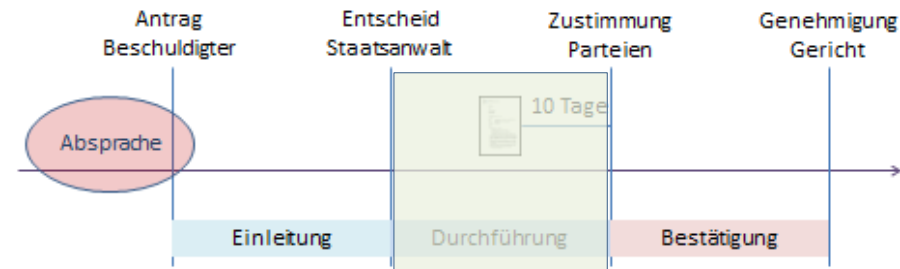 Antrag
Beschuldigter
Entscheid
Staatsanwalt
Zustimmung
Parteien
Genehmigung
Gericht
10 Tage
Absprache
Einleitung
Durchführung
Bestätigung